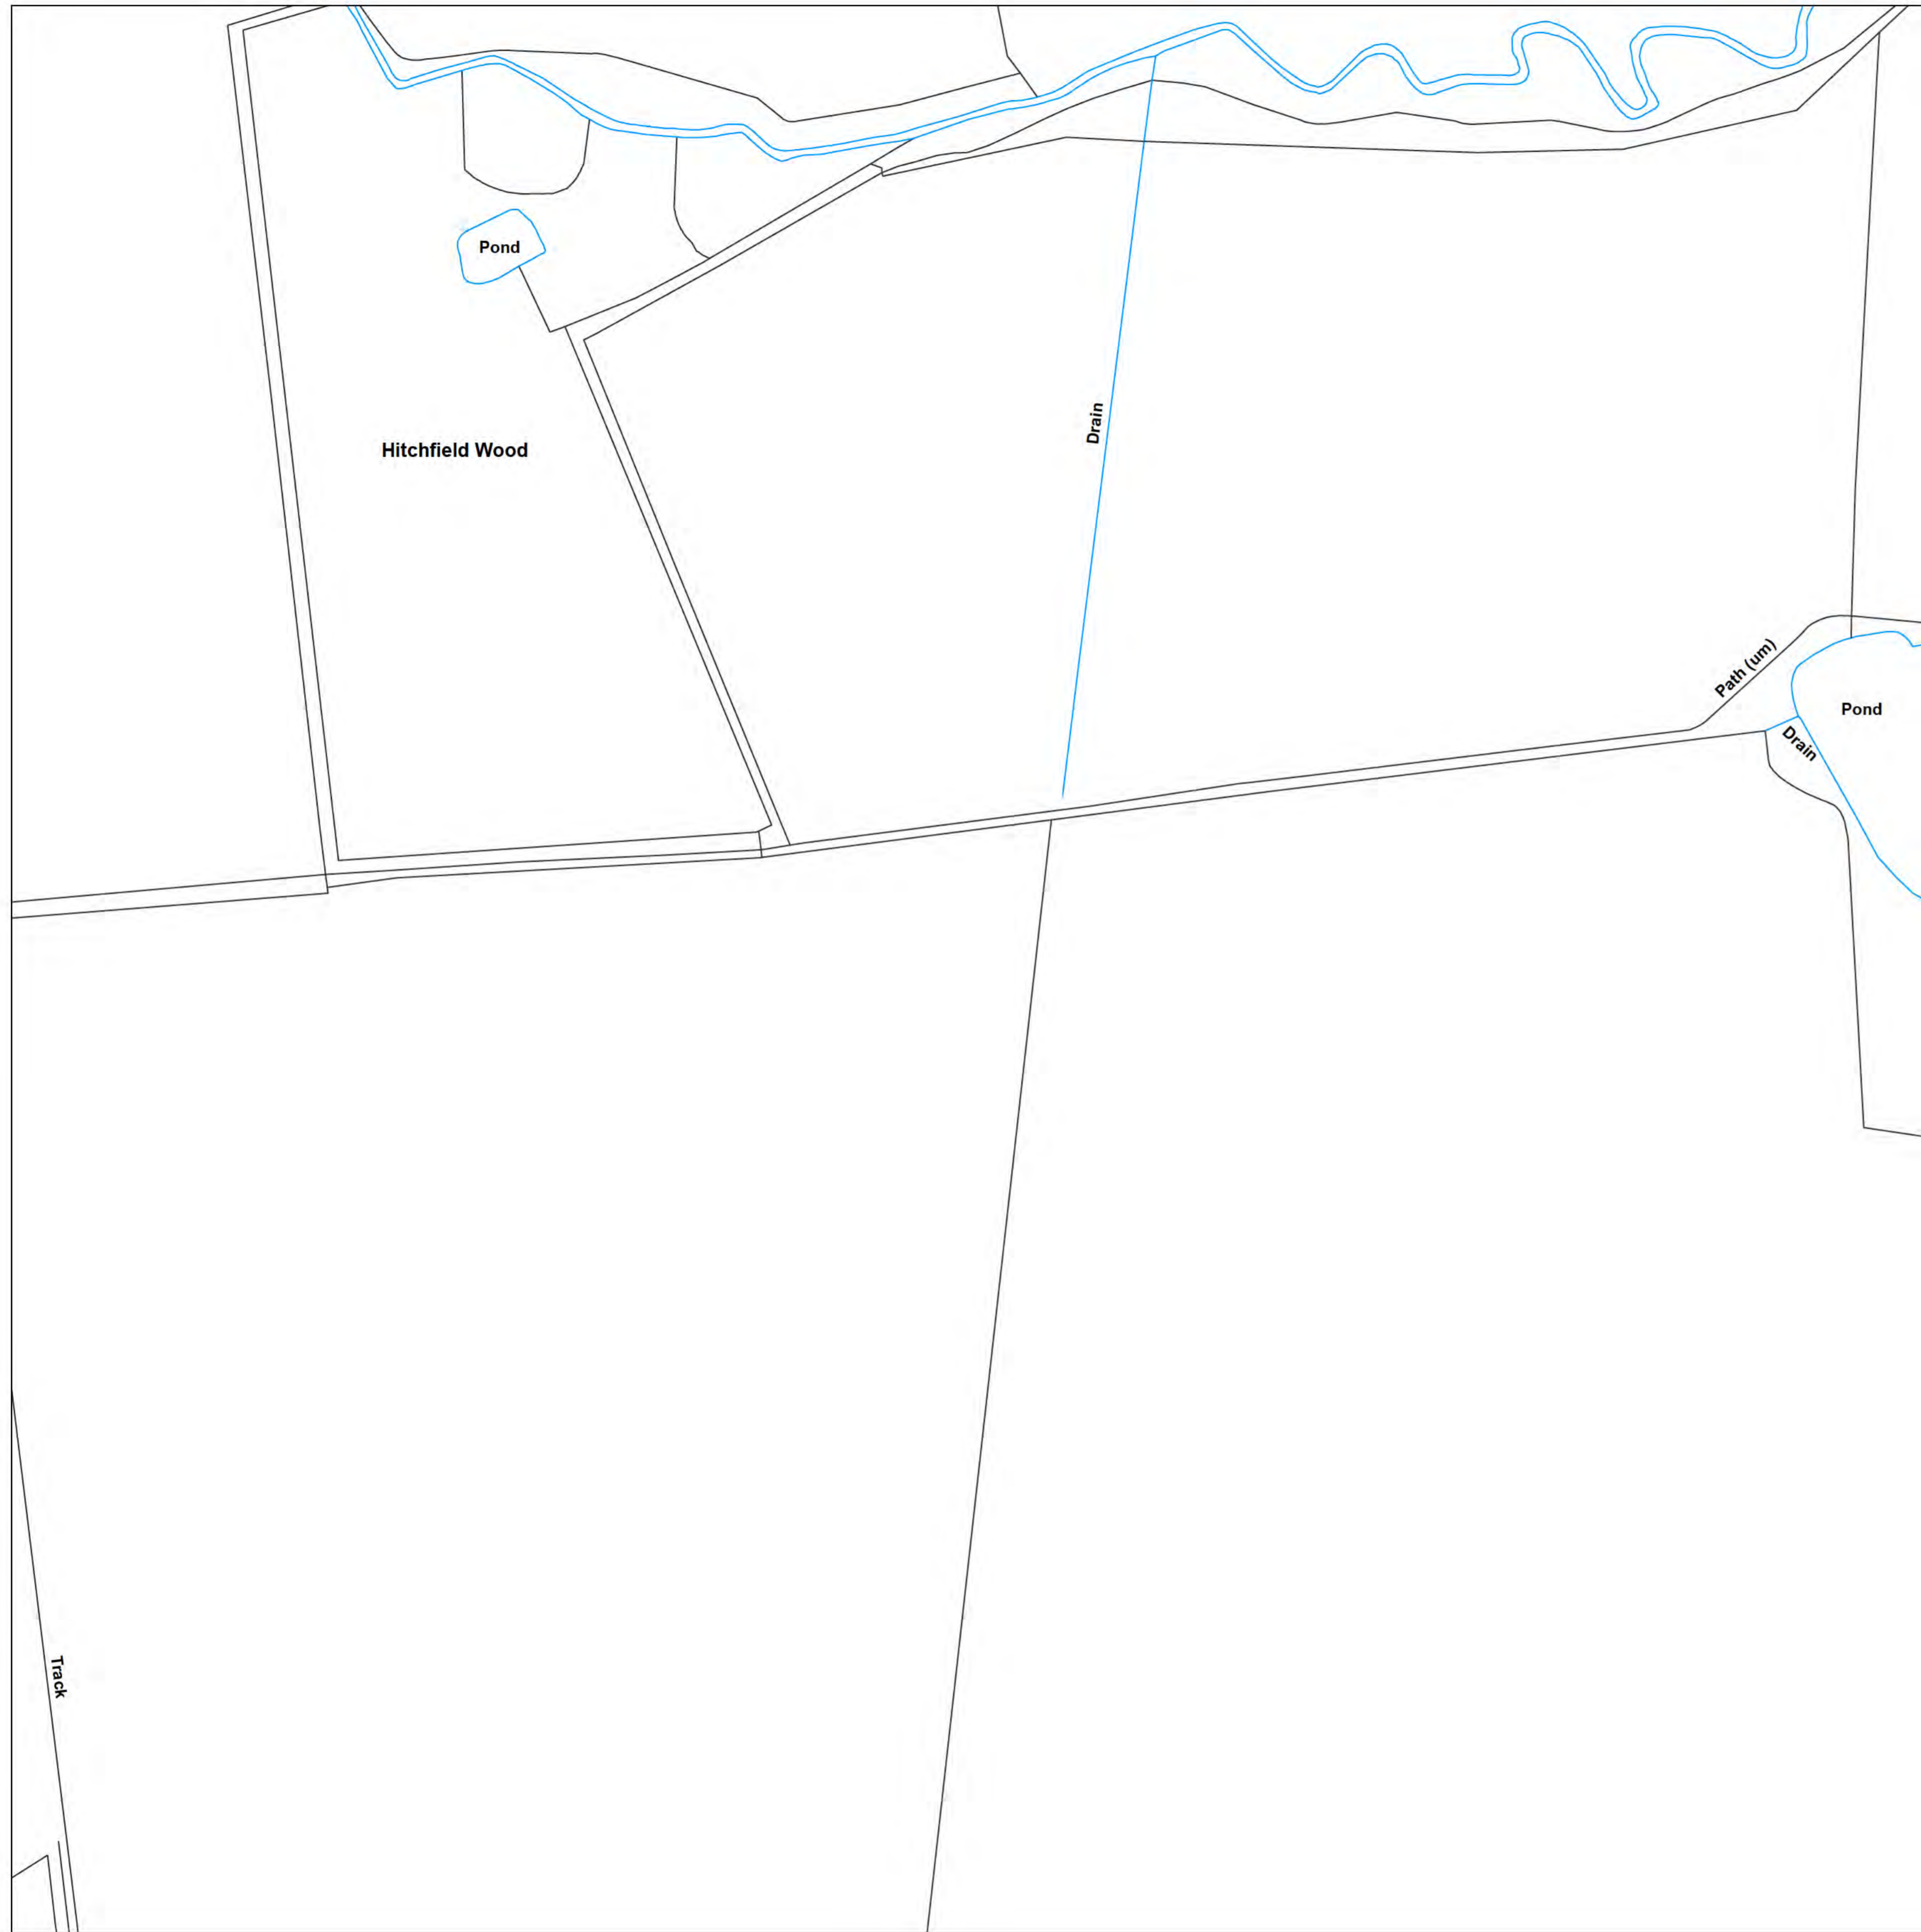 Pond
Drain
Hitchfield Wood
Path (um)
Pond
Drain
Track